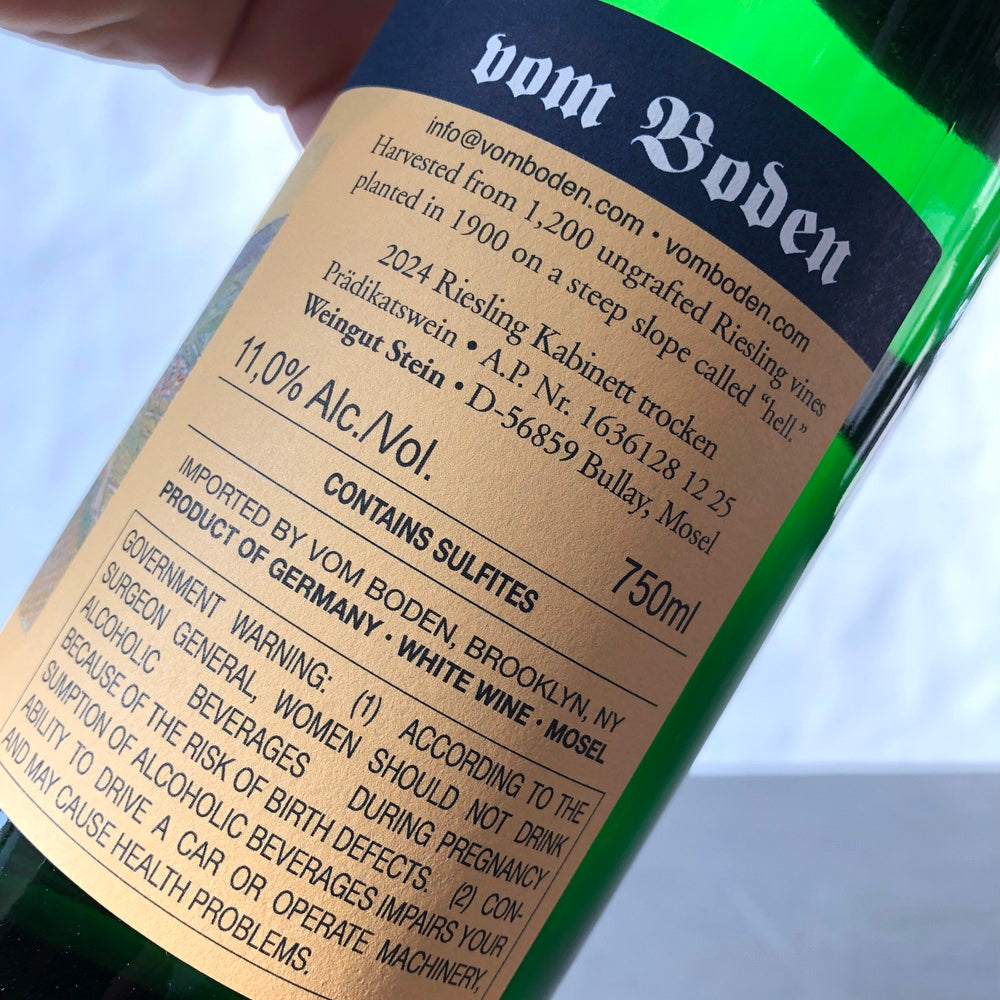 vom Boden
info@vomboden.com • vomboden.com
Harvested from 1,200 ungrafted Riesling vines
planted in 1900 on a steep slope called “hell.”
2024 Riesling Kabinett trocken
Prädikatswein • A.P. Nr. 1636128 12 25
Weingut Stein • D-56859 Bullay, Mosel
11,0% Alc./Vol. 750ml
CONTAINS SULFITES
IMPORTED BY VOM BODEN, BROOKLYN, NY
PRODUCT OF GERMANY • WHITE WINE • MOSEL
GOVERNMENT WARNING: (1) ACCORDING TO THE
SURGEON GENERAL, WOMEN SHOULD NOT DRINK
ALCOHOLIC BEVERAGES DURING PREGNANCY
BECAUSE OF THE RISK OF BIRTH DEFECTS. (2) CON-
SUMPTION OF ALCOHOLIC BEVERAGES IMPAIRS YOUR
ABILITY TO DRIVE A CAR OR OPERATE MACHINERY,
AND MAY CAUSE HEALTH PROBLEMS.